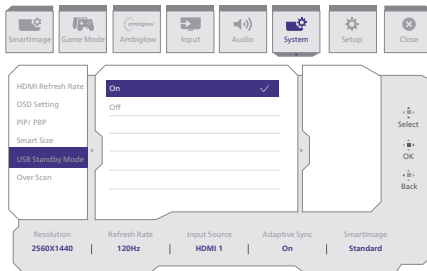 SmartImage
Game Mode
ambiglow
Ambiglow
Input
Audio
System
Setup
Close
HDMI Refresh Rate
OSD Setting
PIP/ PBP
Smart Size
USB Standby Mode
Over Scan
On
Off
Select
OK
Back
Resolution
Refresh Rate
Input Source
Adaptive Sync
SmartImage
2560X1440 | 120Hz | HDMI 1 | On | Standard